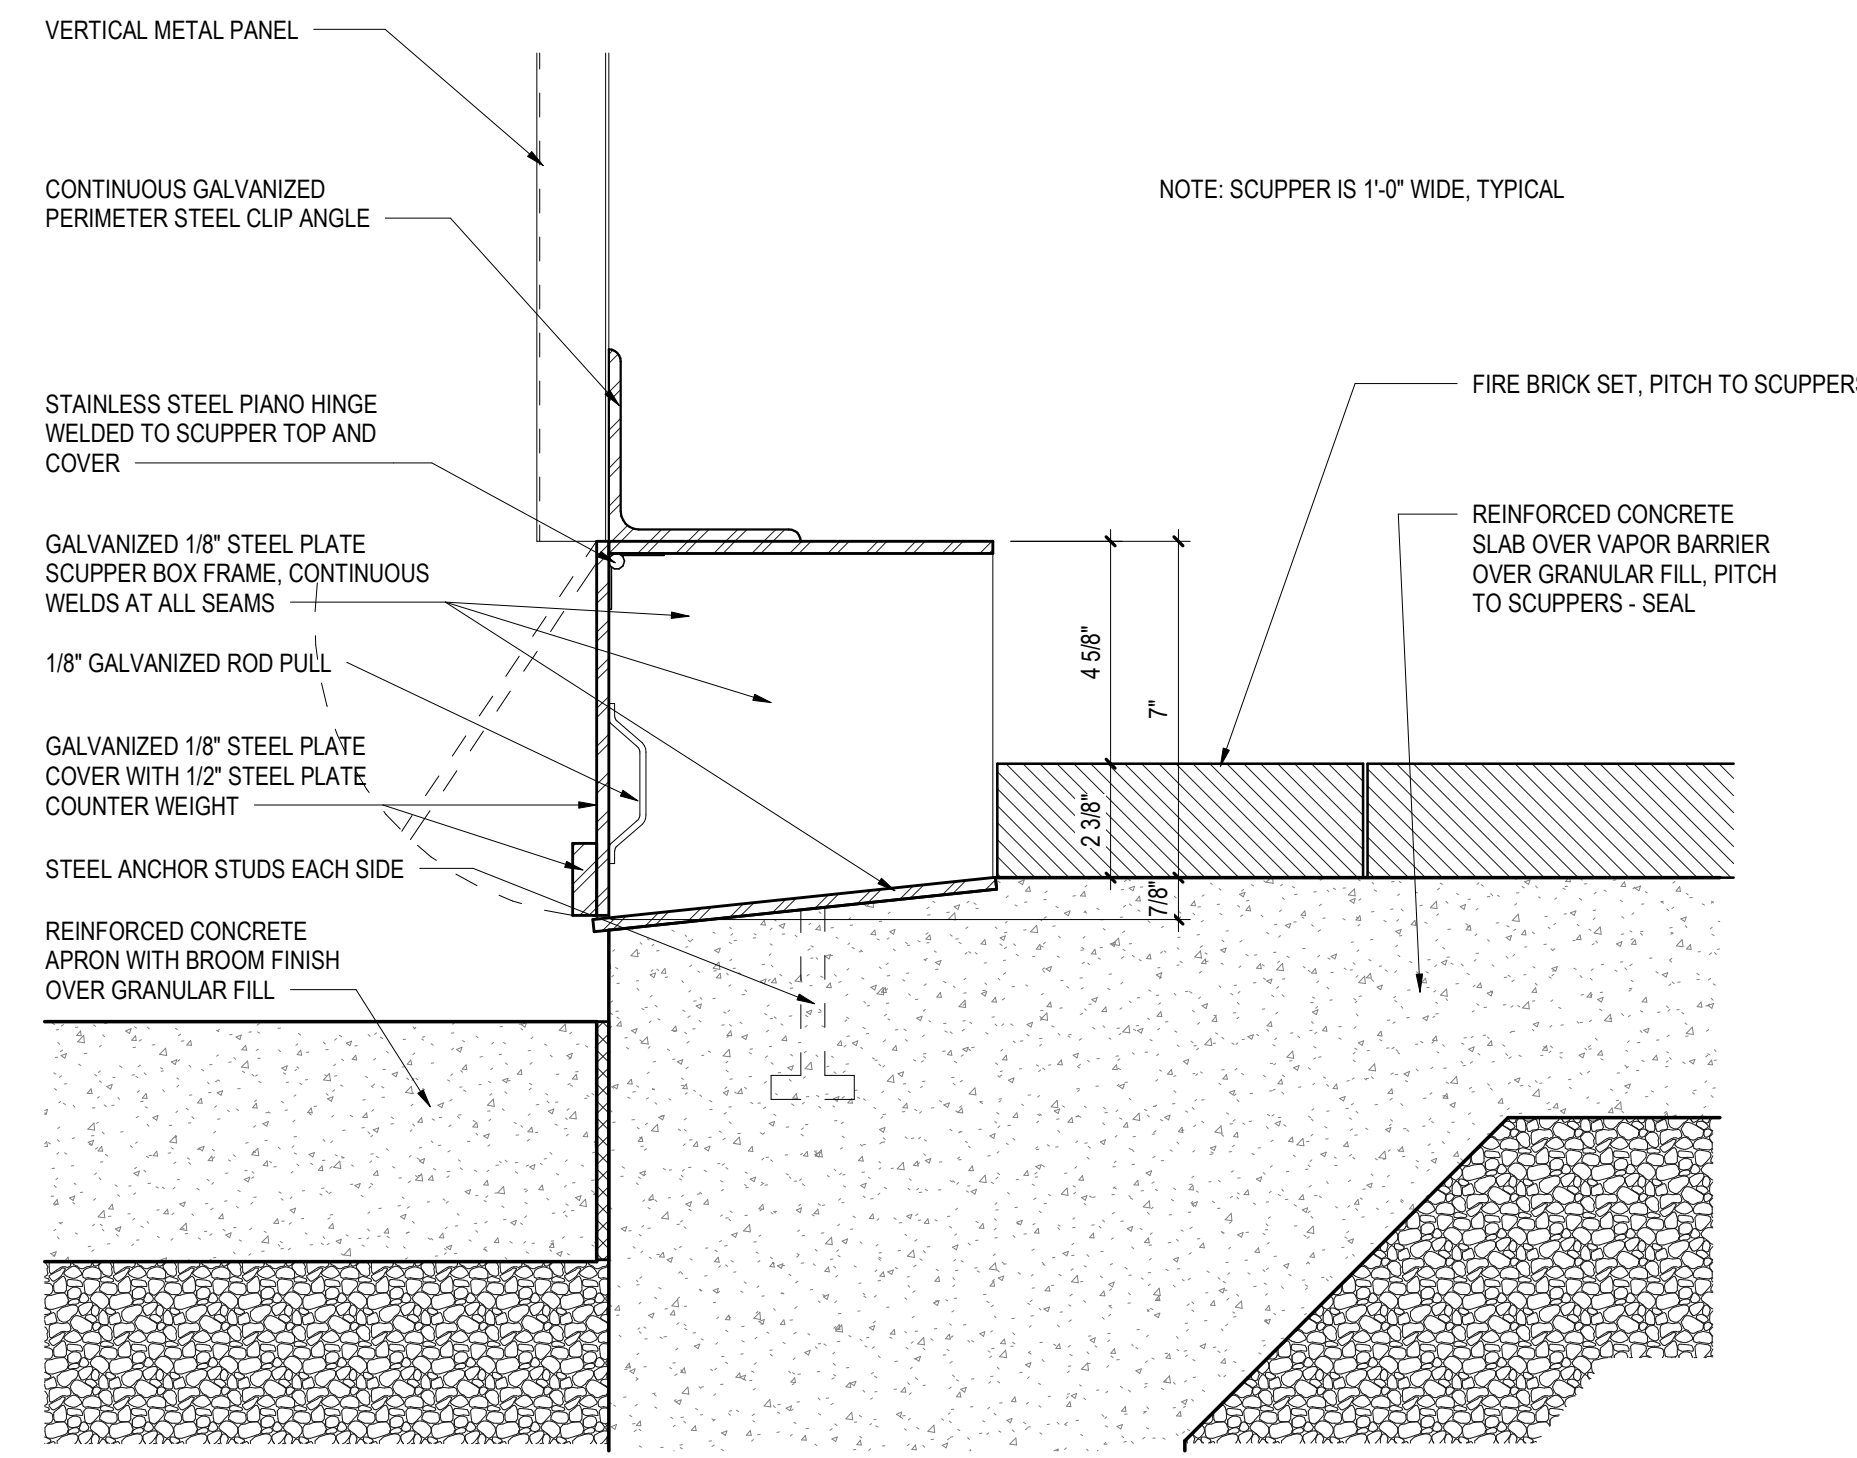 VERTICAL METAL PANEL
CONTINUOUS GALVANIZED
PERIMETER STEEL CLIP ANGLE
NOTE: SCUPPER IS 1'-0" WIDE, TYPICAL
STAINLESS STEEL PIANO HINGE
WELDED TO SCUPPER TOP AND
COVER
FIRE BRICK SET, PITCH TO SCUPPERS
GALVANIZED 1/8" STEEL PLATE
SCUPPER BOX FRAME, CONTINUOUS
WELDS AT ALL SEAMS
REINFORCED CONCRETE
SLAB OVER VAPOR BARRIER
OVER GRANULAR FILL, PITCH
TO SCUPPERS - SEAL
1/8" GALVANIZED ROD PULL
4 5/8"
7"
2 3/8"
7/8"
GALVANIZED 1/8" STEEL PLATE
COVER WITH 1/2" STEEL PLATE
COUNTER WEIGHT
STEEL ANCHOR STUDS EACH SIDE
REINFORCED CONCRETE
APRON WITH BROOM FINISH
OVER GRANULAR FILL